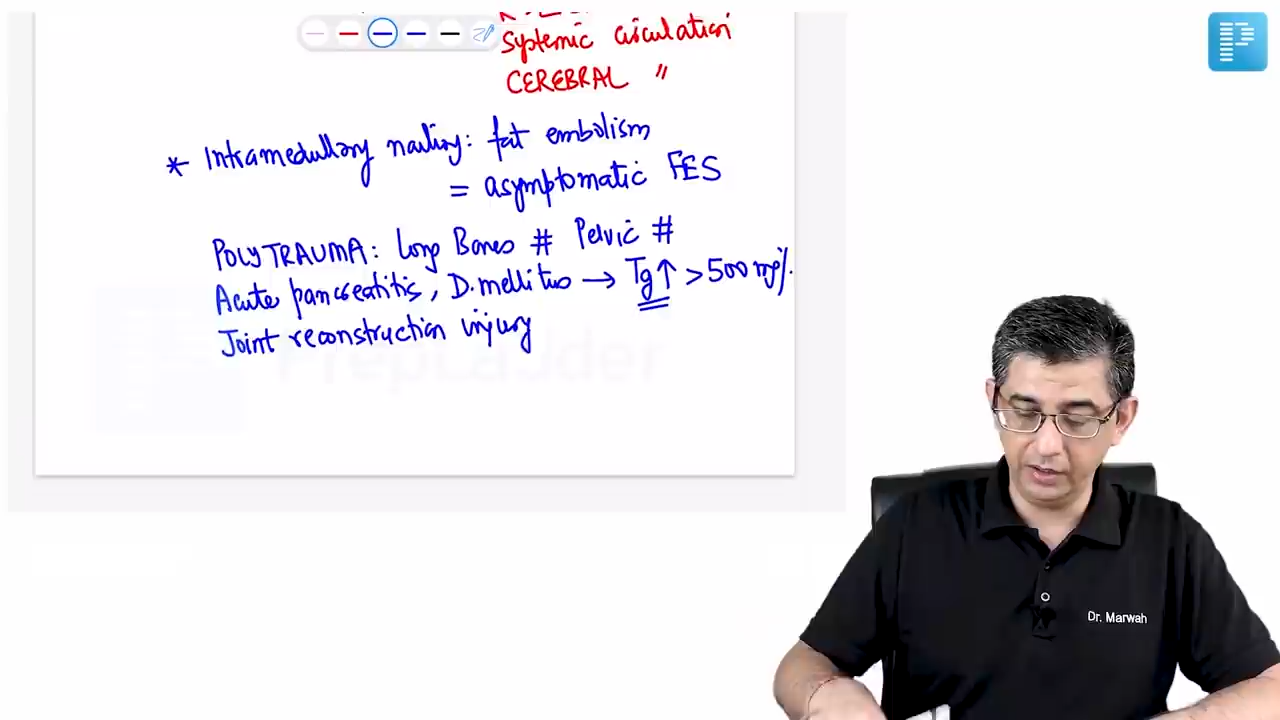 Systemic circulation
CEREBRAL "
* Intramedullary nailing: fat embolism
= asymptomatic FES
POLYTRAUMA: Long Bones # Pelvic #
Acute pancreatitis, D. mellitus → Tg↑ > 500 mg%.
Joint reconstruction injury
PrepLadder
Dr. Marwah